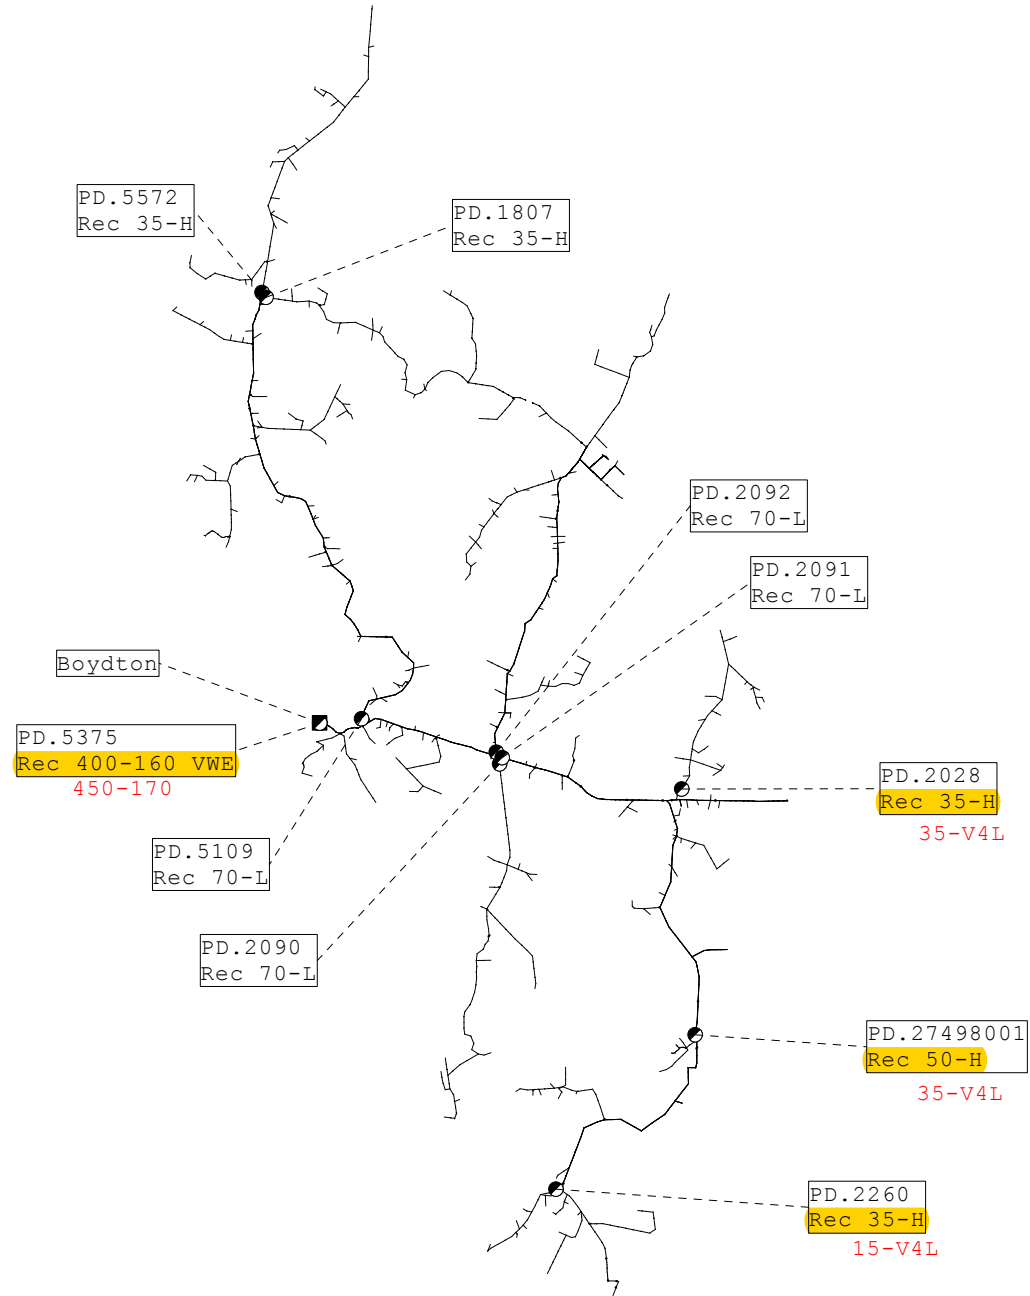 PD.5572
Rec 35-H
PD.1807
Rec 35-H
PD.2092
Rec 70-L
PD.2091
Rec 70-L
Boydton
PD.5375
Rec 400-160 VWE
450-170
PD.2028
Rec 35-H
35-V4L
PD.5109
Rec 70-L
PD.2090
Rec 70-L
PD.27498001
Rec 50-H
35-V4L
PD.2260
Rec 35-H
15-V4L